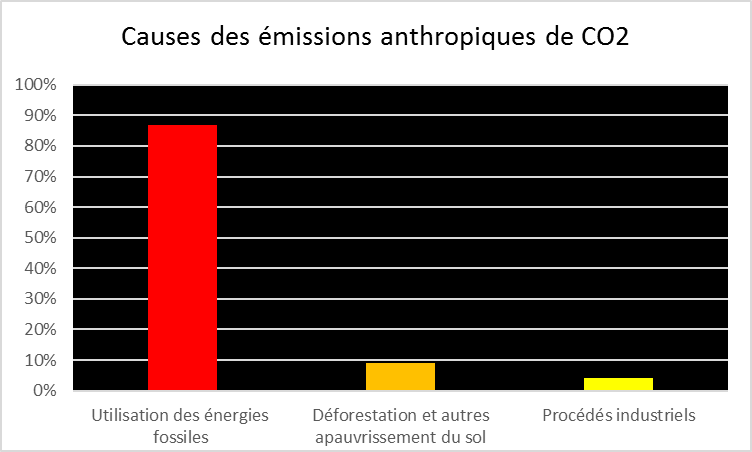 Causes des émissions anthropiques de CO2
100%
90%
80%
70%
60%
50%
40%
30%
20%
10%
0%
Utilisation des énergies
fossiles
Déforestation et autres
apauvrissement du sol
Procédés industriels